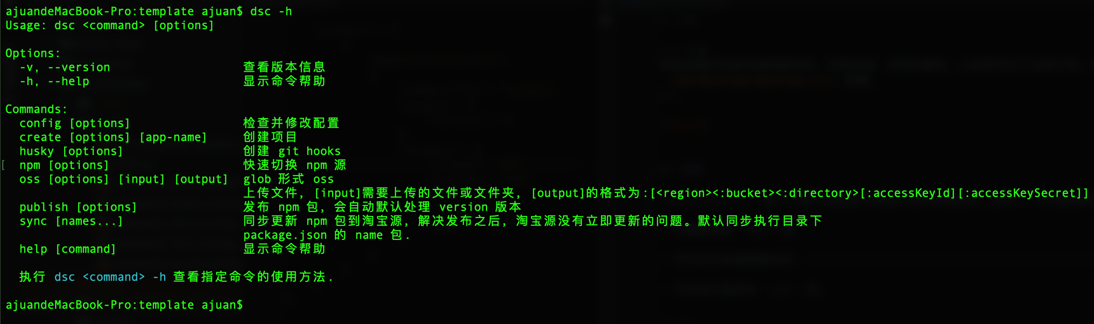 ajuandeMacBook-Pro:template ajuan$ dsc -h
Usage: dsc <command> [options]
Options:
-v, --version 查看版本信息
-h, --help 显示命令帮助
Commands:
config [options] 检查并修改配置
create [options] [app-name] 创建项目
husky [options] 创建 git hooks
[ npm [options] 快速切换 npm 源
oss [options] [input] [output] glob 形式 oss
上传文件, [input]需要上传的文件或文件夹, [output]的格式为:[<region><:bucket><:directory>[:accessKeyId][:accessKeySecret]]
publish [options] 发布 npm 包, 会自动默认处理 version 版本
sync [names...] 同步更新 npm 包到淘宝源, 解决发布之后, 淘宝源没有立即更新的问题。默认同步执行目录下
package.json 的 name 包.
help [command] 显示命令帮助
执行 dsc <command> -h 查看指定命令的使用方法.
ajuandeMacBook-Pro:template ajuan$